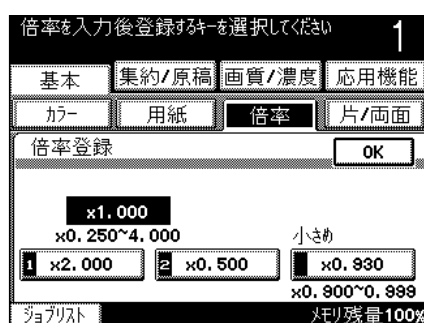 倍率を入力後登録するキーを選択してください 1
基本 集約/原稿 画質/濃度 応用機能
カラー 用紙 倍率 片/両面
倍率登録 OK
x1.000
x0.250~4.000 小さめ
1 x2.000 2 x0.500 x0.930
x0.900~0.999
ジョブリスト メモリ残量100%